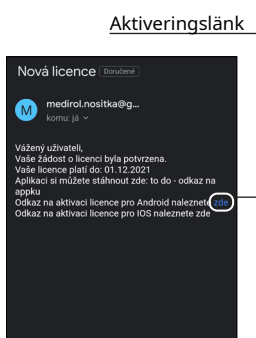 Aktiveringslänk
Nová licence Doručené
M
medirol.nositka@g...
komu: já
Vážený uživateli,
Vaše žádost o licenci byla potvrzena.
Vaše licence platí do: 01.12.2021
Aplikaci si můžete stáhnout zde: to do - odkaz na
appku
Odkaz na aktivaci licence pro Android naleznete zde
Odkaz na aktivaci licence pro IOS naleznete zde